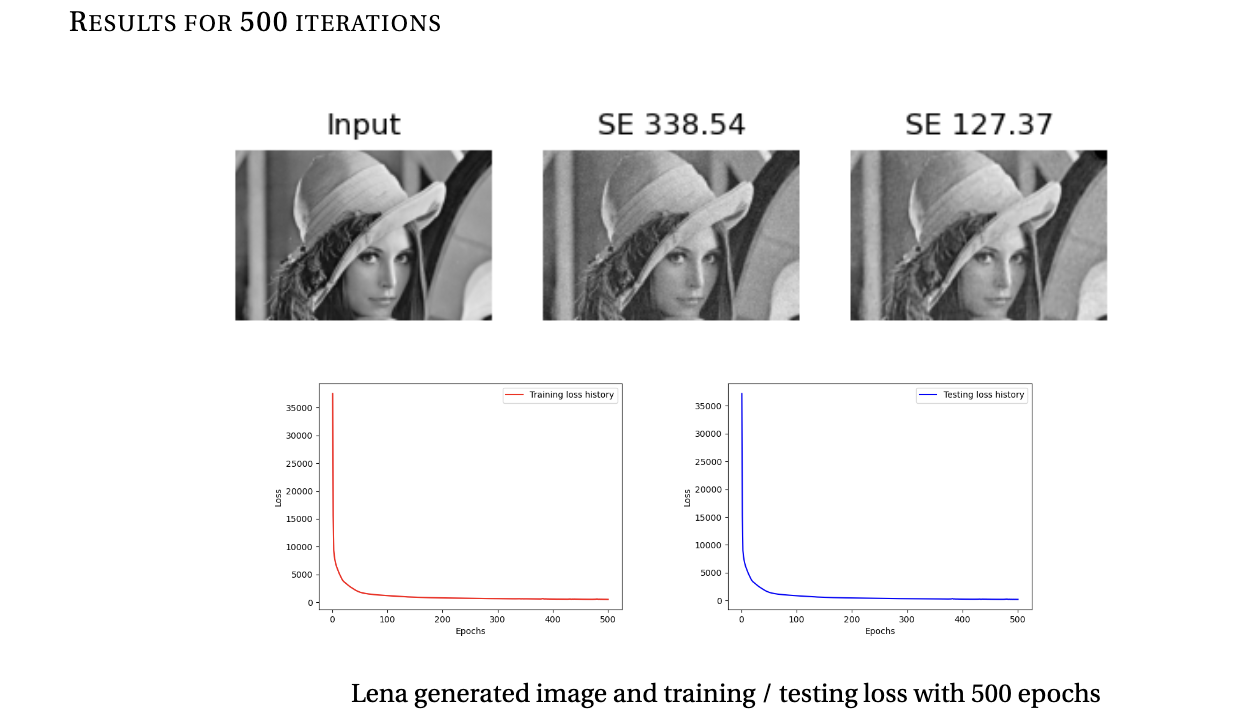 RESULTS FOR 500 ITERATIONS
Input
SE 338.54
SE 127.37
Training loss history
35000
30000
25000
20000
15000
10000
5000
0
Loss
0 100 200 300 400 500
Epochs
Testing loss history
35000
30000
25000
20000
15000
10000
5000
0
Loss
0 100 200 300 400 500
Epochs
Lena generated image and training / testing loss with 500 epochs